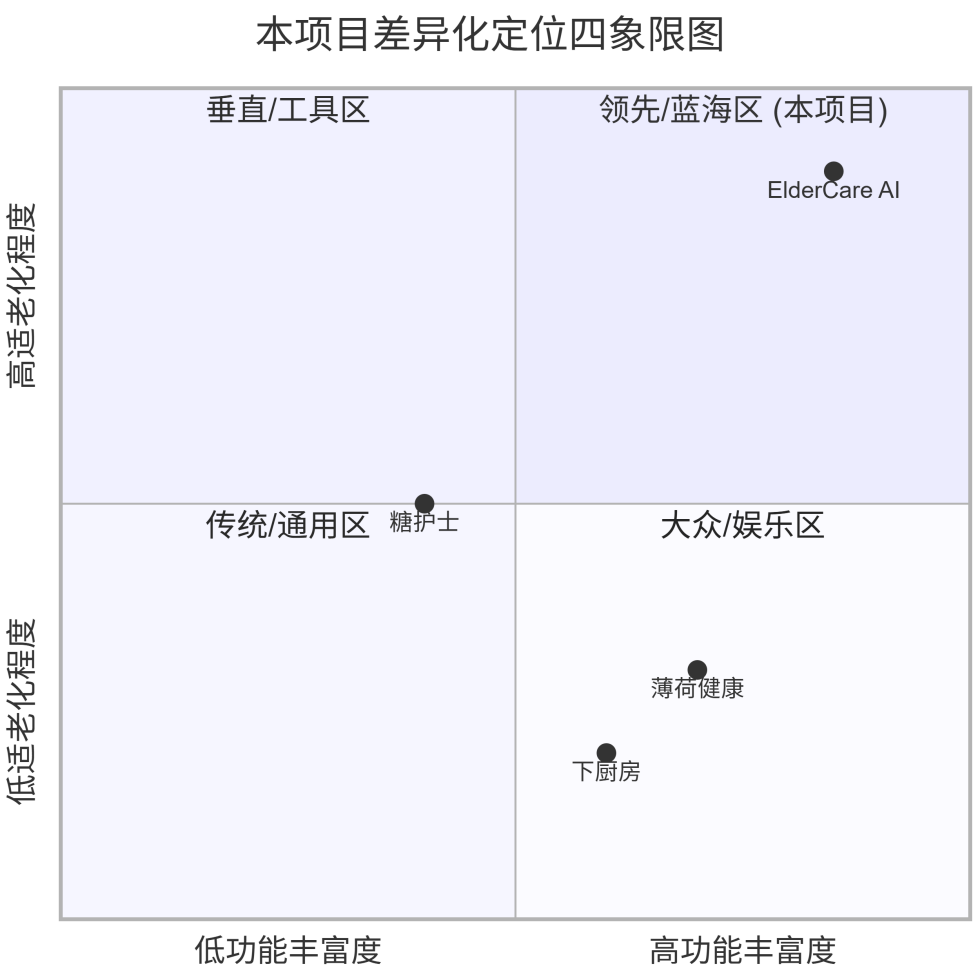 本项目差异化定位四象限图
垂直/工具区
领先/蓝海区 (本项目)
ElderCare AI
高适老化程度
传统/通用区
糖护士
大众/娱乐区
薄荷健康
下厨房
低适老化程度
低功能丰富度
高功能丰富度